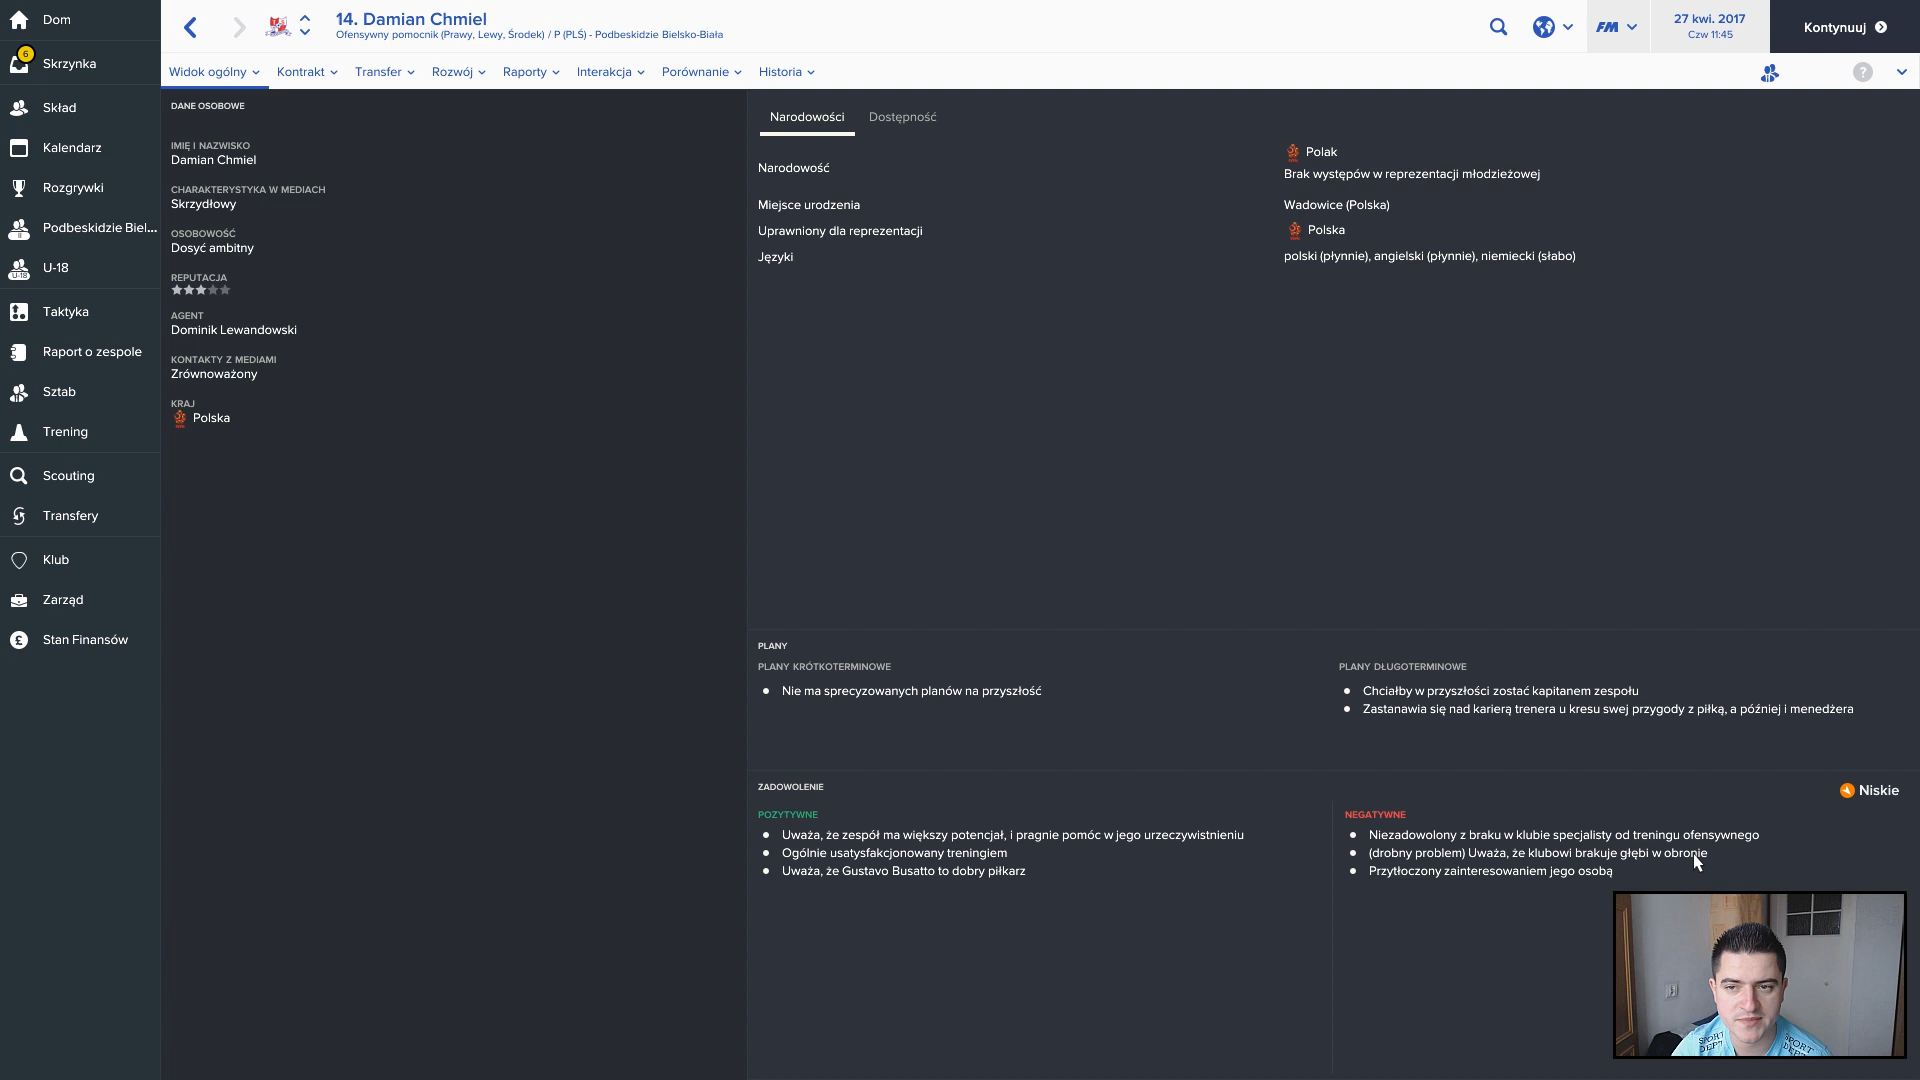 Dom
6
Skrzynka
Skład
Kalendarz
Rozgrywki
Podbeskidzie Biel...
U-18
Taktyka
Raport o zespole
Sztab
Trening
Scouting
Transfery
Klub
Zarząd
Stan Finansów
14. Damian Chmiel
Ofensywny pomocnik (Prawy, Lewy, Środek) / P (PLŚ) - Podbeskidzie Bielsko-Biała
FM
27 kwi. 2017
Czw 11:45
Kontynuuj
Widok ogólny
Kontrakt
Transfer
Rozwój
Raporty
Interakcja
Porównanie
Historia
?
DANE OSOBOWE
IMIĘ I NAZWISKO
Damian Chmiel
CHARAKTERYSTYKA W MEDIACH
Skrzydłowy
OSOBOWOŚĆ
Dosyć ambitny
REPUTACJA
AGENT
Dominik Lewandowski
KONTAKTY Z MEDIAMI
Zrównoważony
KRAJ
Polska
Narodowości
Dostępność
Narodowość
Polak
Brak występów w reprezentacji młodzieżowej
Miejsce urodzenia
Wadowice (Polska)
Uprawniony dla reprezentacji
Polska
Języki
polski (płynnie), angielski (płynnie), niemiecki (słabo)
PLANY
PLANY KRÓTKOTERMINOWE
Nie ma sprecyzowanych planów na przyszłość
PLANY DŁUGOTERMINOWE
Chciałby w przyszłości zostać kapitanem zespołu
Zastanawia się nad karierą trenera u kresu swej przygody z piłką, a później i menedżera
ZADOWOLENIE
Niskie
POZYTYWNE
Uważa, że zespół ma większy potencjał, i pragnie pomóc w jego urzeczywistnieniu
Ogólnie usatysfakcjonowany treningiem
Uważa, że Gustavo Busatto to dobry piłkarz
NEGATYWNE
Niezadowolony z braku w klubie specjalisty od treningu ofensywnego
(drobny problem) Uważa, że klubowi brakuje głębi w obronie
Przytłoczony zainteresowaniem jego osobą
SPORT
DEPT
SPORT
DEPT